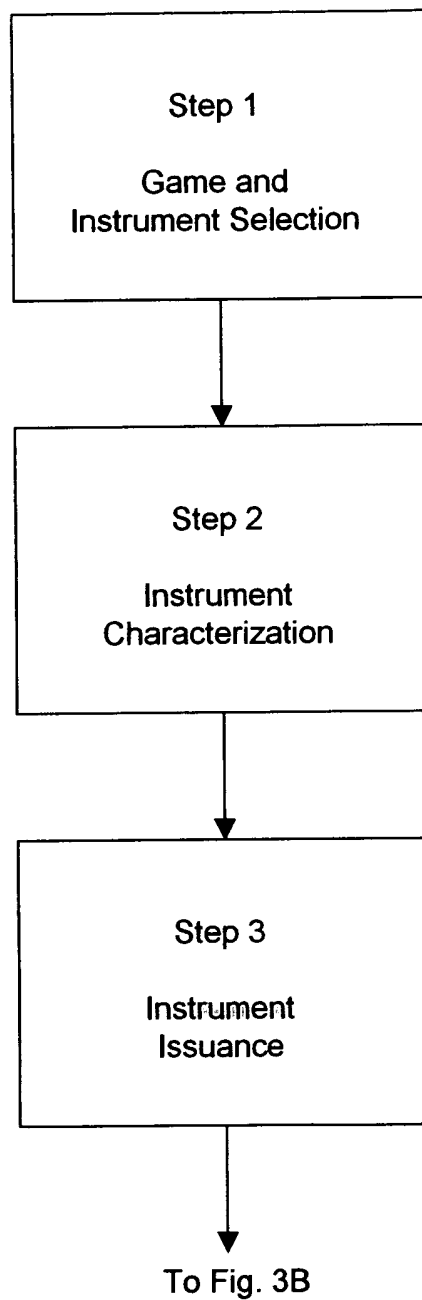 Step 1
Game and
Instrument Selection
Step 2
Instrument
Characterization
Step 3
Instrument
Issuance
To Fig. 3B